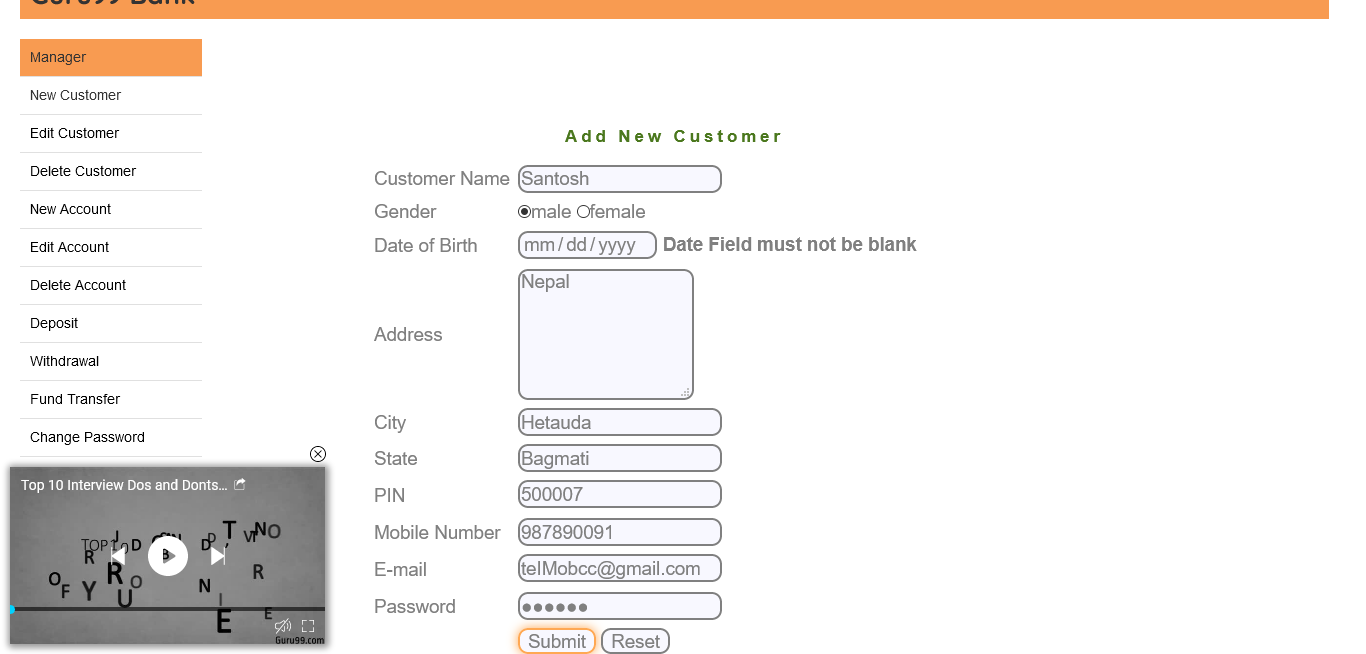 Guru99 Bank
Manager
New Customer
Edit Customer
Delete Customer
New Account
Edit Account
Delete Account
Deposit
Withdrawal
Fund Transfer
Change Password
Add New Customer
Customer Name Santosh
Gender male female
Date of Birth mm/dd/yyyy Date Field must not be blank
Address Nepal
City Hetauda
State Bagmati
PIN 500007
Mobile Number 987890091
E-mail telMobcc@gmail.com
Password ●●●●●●
Submit Reset
Top 10 Interview Dos and Donts...
Guru99.com